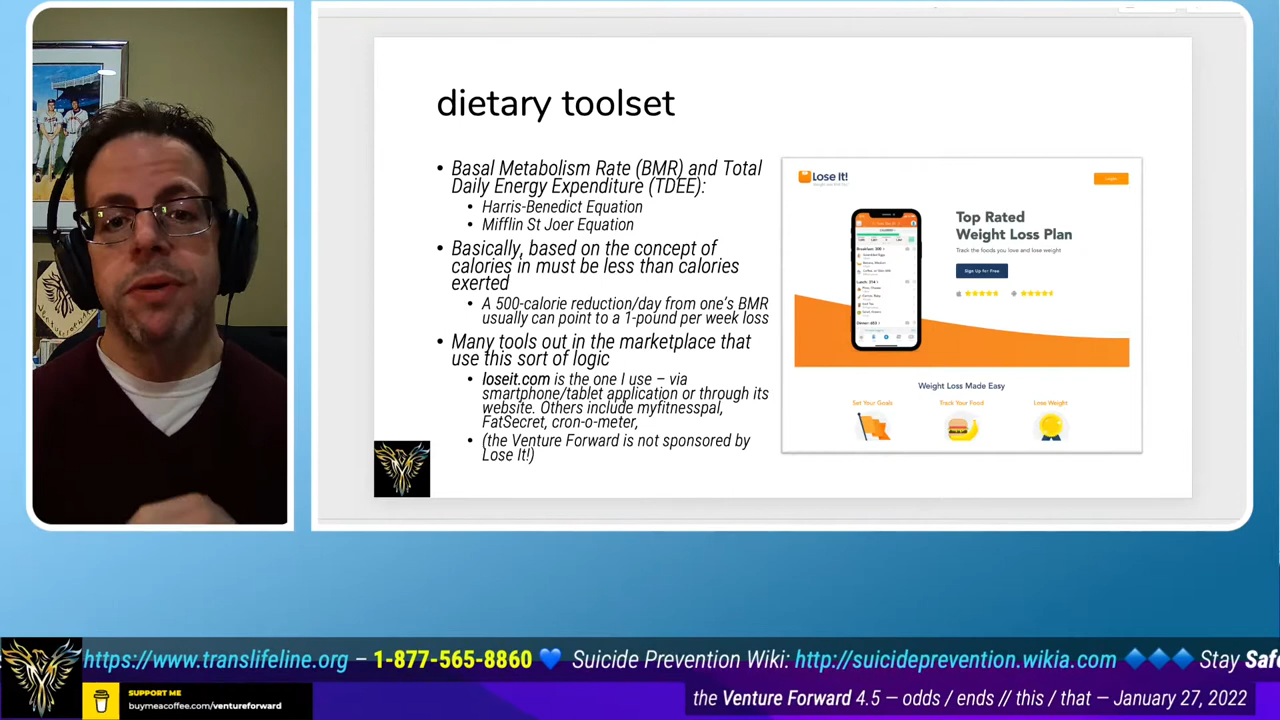 dietary toolset
• Basal Metabolism Rate (BMR) and Total
Daily Energy Expenditure (TDEE):
• Harris-Benedict Equation
• Mifflin St Joer Equation
• Basically, based on the concept of
calories in must be less than calories
exerted
• A 500-calorie reduction/day from one's BMR
usually can point to a 1-pound per week loss
• Many tools out in the marketplace that
use this sort of logic
• loseit.com is the one I use – via
smartphone/tablet application or through its
website. Others include myfitnesspal,
FatSecret, cron-o-meter,
• (the Venture Forward is not sponsored by
Lose It!)
Lose It!
Login
Top Rated
Weight Loss Plan
Track the foods you love and lose weight
Sign Up for Free
Weight Loss Made Easy
Set Your Goals
Track Your Food
Lose Weight
https://www.translifeline.org – 1-877-565-8860 💙 Suicide Prevention Wiki: http://suicideprevention.wikia.com 🔷🔷🔷 Stay Safe
SUPPORT ME
buymeacoffee.com/ventureforward
the Venture Forward 4.5 – odds / ends // this / that – January 27, 2022